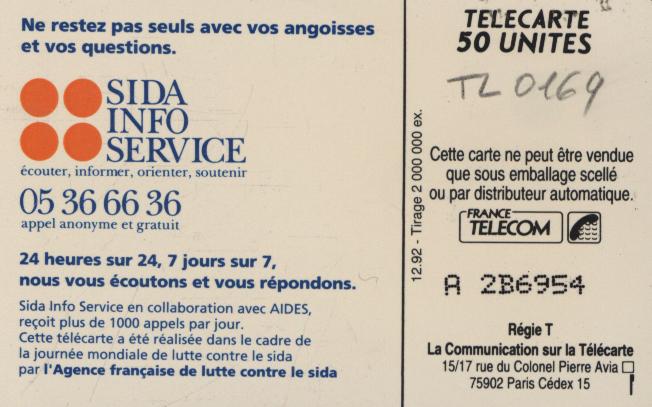 Ne restez pas seuls avec vos angoisses
et vos questions.
SIDA
INFO
SERVICE
écouter, informer, orienter, soutenir
05 36 66 36
appel anonyme et gratuit
24 heures sur 24, 7 jours sur 7,
nous vous écoutons et vous répondons.
Sida Info Service en collaboration avec AIDES,
reçoit plus de 1000 appels par jour.
Cette télécarte a été réalisée dans le cadre de
la journée mondiale de lutte contre le sida
par l'Agence française de lutte contre le sida
12.92 - Tirage 2 000 000 ex.
TELECARTE
50 UNITES
TL 0169
Cette carte ne peut être vendue
que sous emballage scellé
ou par distributeur automatique.
FRANCE
TELECOM
A 2B6954
Régie T
La Communication sur la Télécarte
15/17 rue du Colonel Pierre Avia
75902 Paris Cédex 15